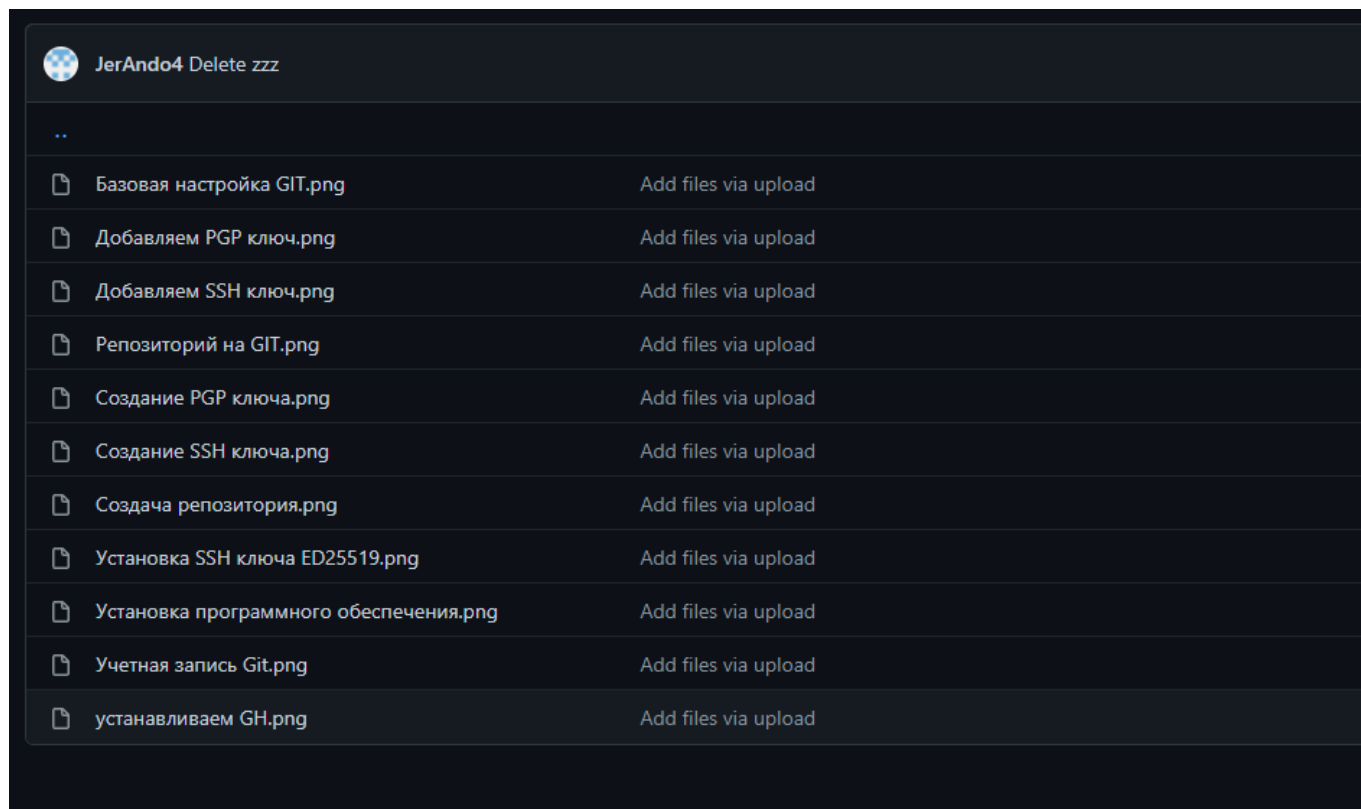 JerAndo4 Delete zzz
..
Базовая настройка GIT.png Add files via upload
Добавляем PGP ключ.png Add files via upload
Добавляем SSH ключ.png Add files via upload
Репозиторий на GIT.png Add files via upload
Создание PGP ключа.png Add files via upload
Создание SSH ключа.png Add files via upload
Создача репозитория.png Add files via upload
Установка SSH ключа ED25519.png Add files via upload
Установка программного обеспечения.png Add files via upload
Учетная запись Git.png Add files via upload
устанавливаем GH.png Add files via upload